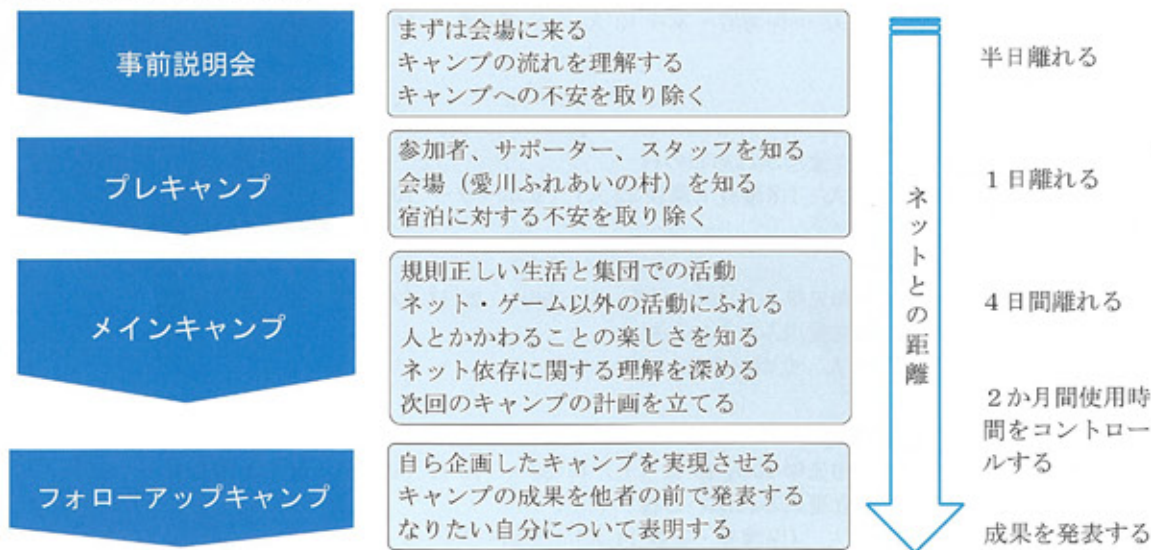 事前説明会
まずは会場に来る
キャンプの流れを理解する
キャンプへの不安を取り除く
半日離れる
プレキャンプ
参加者、サポーター、スタッフを知る
会場（愛川ふれあいの村）を知る
宿泊に対する不安を取り除く
1日離れる
メインキャンプ
規則正しい生活と集団での活動
ネット・ゲーム以外の活動にふれる
人とかかわることの楽しさを知る
ネット依存に関する理解を深める
次回のキャンプの計画を立てる
4日間離れる
2か月間使用時
間をコントロー
ルする
フォローアップキャンプ
自ら企画したキャンプを実現させる
キャンプの成果を他者の前で発表する
なりたい自分について表明する
成果を発表する
ネットとの距離